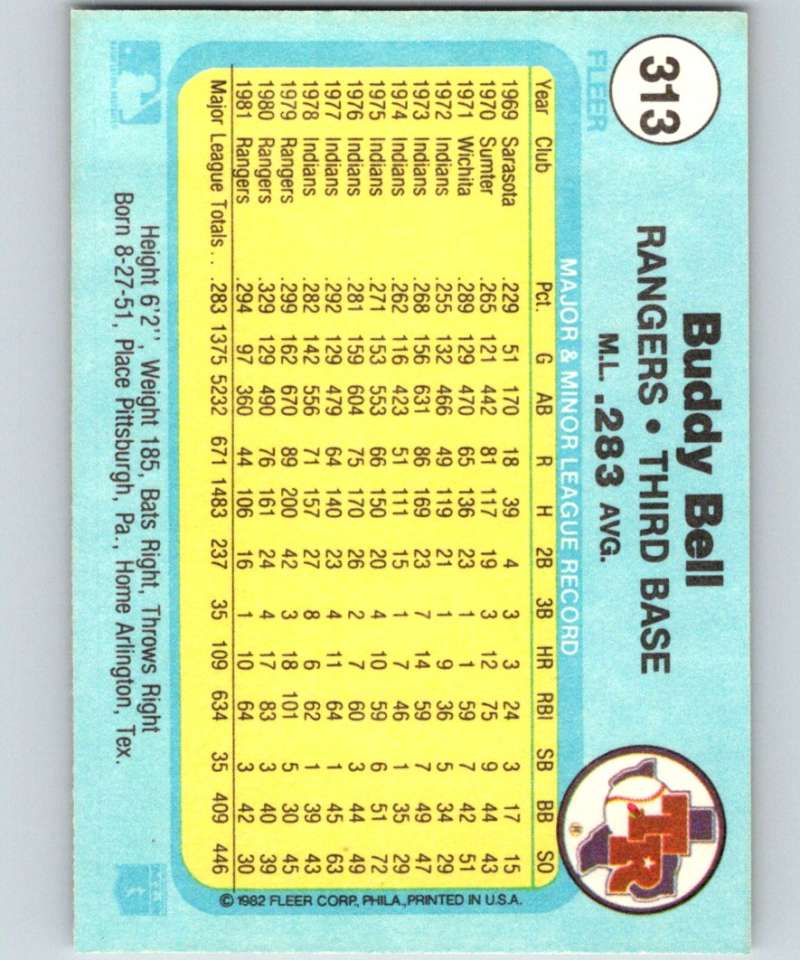 313
FLEER
Buddy Bell
RANGERS • THIRD BASE
M.L. .283 AVG.
MAJOR & MINOR LEAGUE RECORD
Year Club Pct. G AB R H 2B 3B HR RBI SB BB SO
1969 Sarasota .229 51 170 18 39 4 3 3 24 3 17 15
1970 Sumter .265 121 442 81 117 19 3 12 75 9 44 43
1971 Wichita .289 129 470 65 136 23 1 1 59 7 42 51
1972 Indians .255 132 466 49 119 21 1 9 36 5 34 29
1973 Indians .268 156 631 86 169 23 7 14 59 7 49 47
1974 Indians .262 116 423 51 111 15 1 7 46 1 35 29
1975 Indians .271 153 553 66 150 20 4 10 59 6 51 72
1976 Indians .281 159 604 75 170 26 2 7 60 3 44 49
1977 Indians .292 129 479 64 140 23 4 11 64 1 45 63
1978 Indians .282 142 556 71 157 27 8 6 62 1 39 43
1979 Rangers .299 162 670 89 200 42 3 18 101 5 30 45
1980 Rangers .329 129 490 76 161 24 4 17 83 3 40 39
1981 Rangers .294 97 360 44 106 16 1 10 64 3 42 30
Major League Totals . . .283 1375 5232 671 1483 237 35 109 634 35 409 446
Height 6'2", Weight 185, Bats Right, Throws Right
Born 8-27-51, Place Pittsburgh, Pa., Home Arlington, Tex.
© 1982 FLEER CORP., PHILA., PRINTED IN U.S.A.
TR